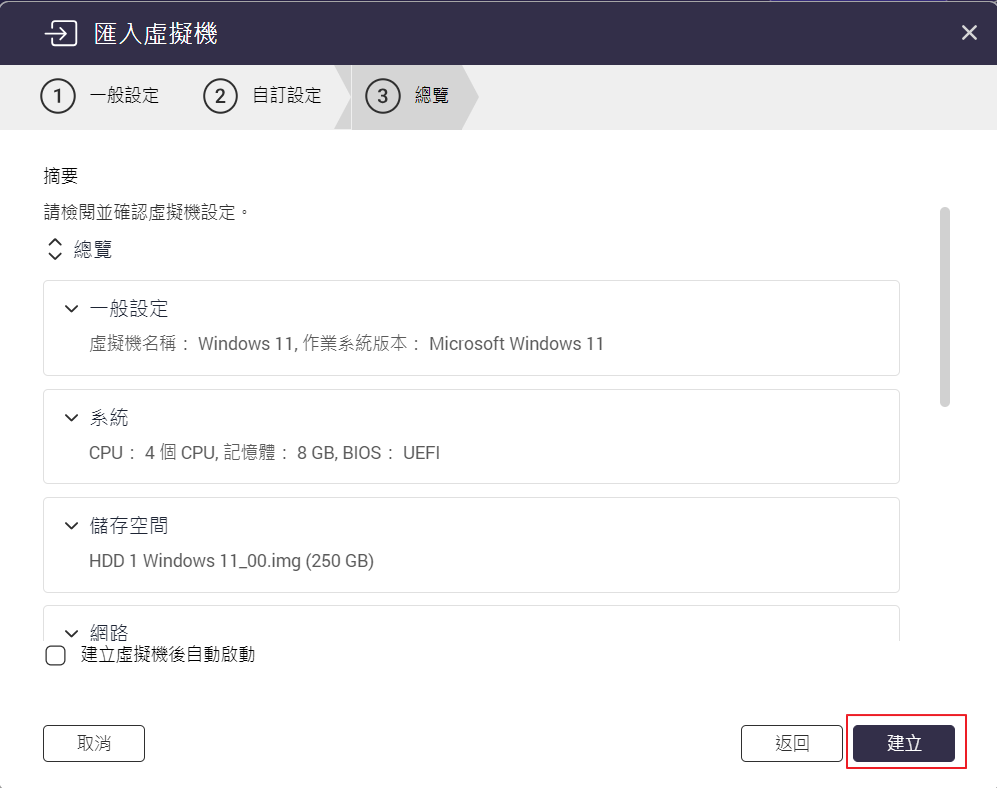 匯入虛擬機
1 一般設定 2 自訂設定 3 總覽
摘要
請檢閱並確認虛擬機設定。
總覽
一般設定
虛擬機名稱： Windows 11, 作業系統版本： Microsoft Windows 11
系統
CPU： 4 個 CPU, 記憶體： 8 GB, BIOS： UEFI
儲存空間
HDD 1 Windows 11_00.img (250 GB)
網路
建立虛擬機後自動啟動
取消 返回 建立